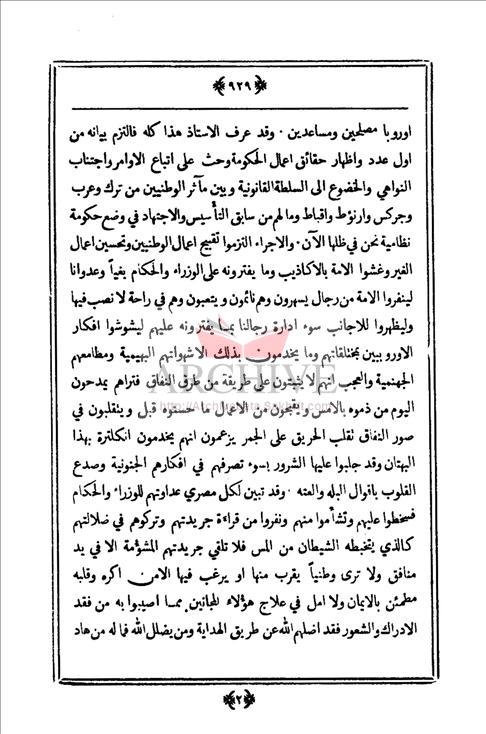 ٩٢٩
اوروبا مصلحين ومساعدين . وقد عرف الاستاذ هذا كله فالتزم بيانه من
اول عدد واظهار حقائق اعمال الحكومة وحث على اتباع الاوامر واجتناب
النواهي والخضوع الى السلطة القانونية وبين مآثر الوطنيين من ترك وعرب
وجركس وارنوط واقباط وما لهم من سابق التأسيس والاجتهاد في وضع حكومة
نظامية نحن في ظلها الآن . والاجراء التزموا تقبيح اعمال الوطنيين وتحسين اعمال
الغير وغشوا الامة بالاكاذيب وما يفترونه على الوزراء والحكام بغياً وعدوانا
لينفروا الامة من رجال يسهرون وهم نائمون ويتعبون وهم في راحة لا نصب فيها
وليظهروا للاجانب سوء ادارة رجالنا بما يفترونه عليهم ليشوشوا افكار
الاوروبيين بمختلقاتهم وما يخدمون بذلك الا شهواتهم البهيمية ومطامعهم
الجهنمية والعجب انهم لا يثبتون على طريقة من طرق النفاق فتراهم يمدحون
اليوم من ذموه بالامس ويقبحون من الاعمال ما حسنوه قبل وينقلبون في
صور النفاق تقلب الحريق على الجمر يزعمون انهم يخدمون انكلترة بهذا
البهتان وقد جلبوا عليها الشرور بسوء تصرفهم في افكارهم الجنونية وصدع
القلوب باقوال البله والعته . وقد تبين لكل مصري عداوتهم للوزراء والحكام
فسخطوا عليهم وتشأموا منهم ونفروا من قراءة جريدتهم وتركوهم في ضلالتهم
كالذي يتخبطه الشيطان من المس فلا تلقي جريدتهم المشؤمة الا في يد
منافق ولا ترى وطنياً يقرب منها او يرغب فيها الا من اكره وقلبه
مطمئن بالايمان ولا امل في علاج هؤلاء المجانين مما اصيبوا به من فقد
الادراك والشعور فقد اضلهم الله عن طريق الهداية ومن يضلل الله فما له من هاد
٢
ARCHIVE